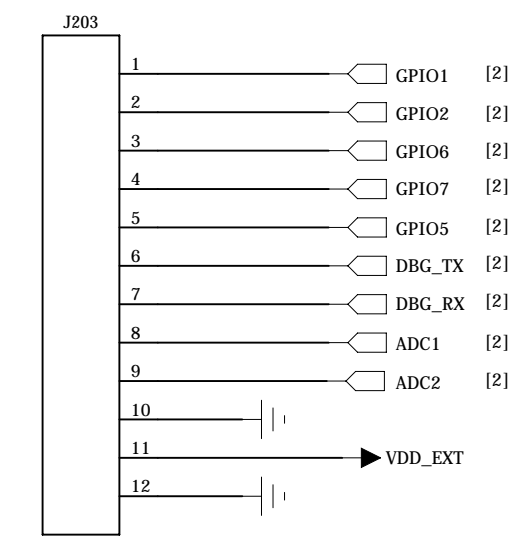 J203
1 GPIO1 [2]
2 GPIO2 [2]
3 GPIO6 [2]
4 GPIO7 [2]
5 GPIO5 [2]
6 DBG_TX [2]
7 DBG_RX [2]
8 ADC1 [2]
9 ADC2 [2]
10
11 VDD_EXT
12